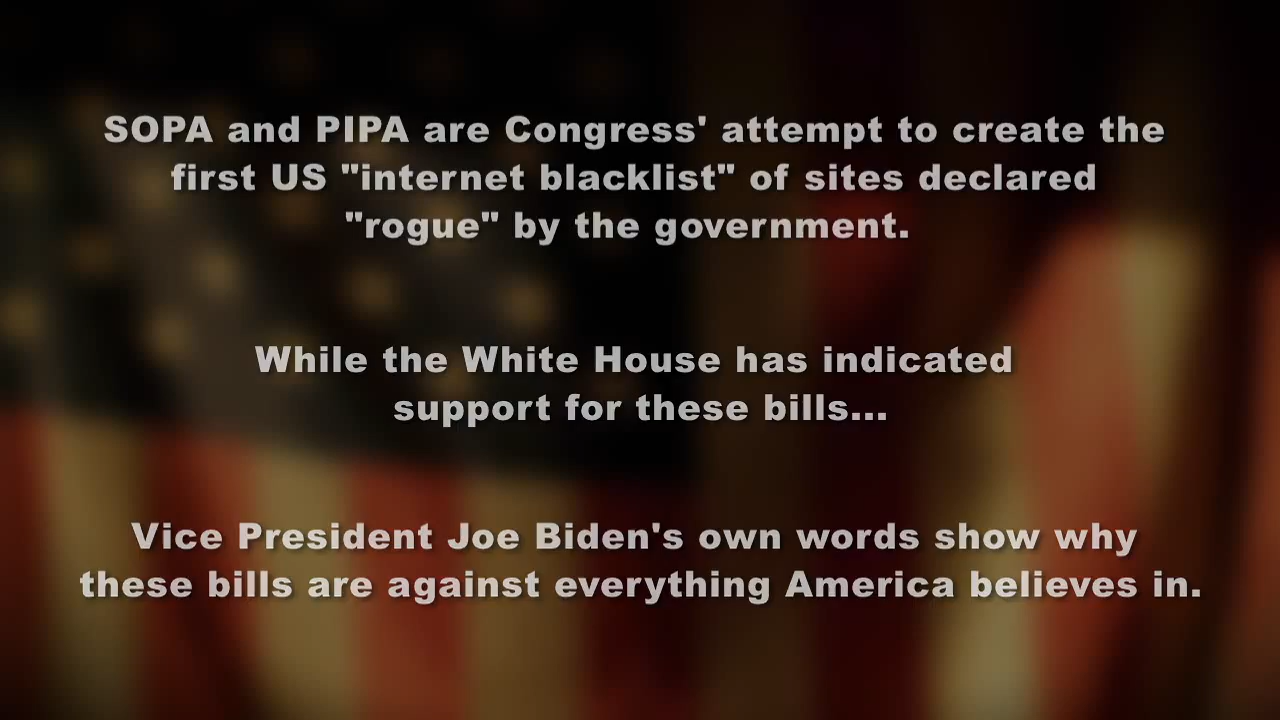 SOPA and PIPA are Congress' attempt to create the
first US "internet blacklist" of sites declared
"rogue" by the government.
While the White House has indicated
support for these bills...
Vice President Joe Biden's own words show why
these bills are against everything America believes in.